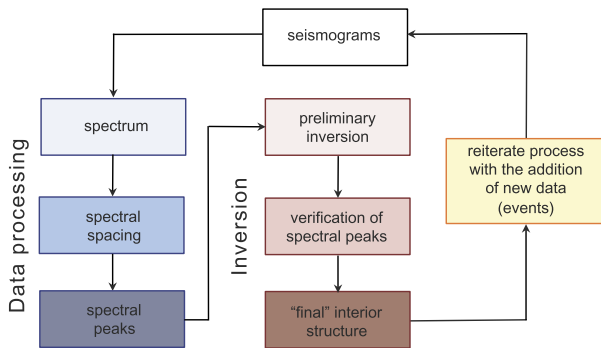 seismograms
Data processing
spectrum
spectral
spacing
spectral
peaks
Inversion
preliminary
inversion
verification of
spectral peaks
“final” interior
structure
reiterate process
with the addition
of new data
(events)